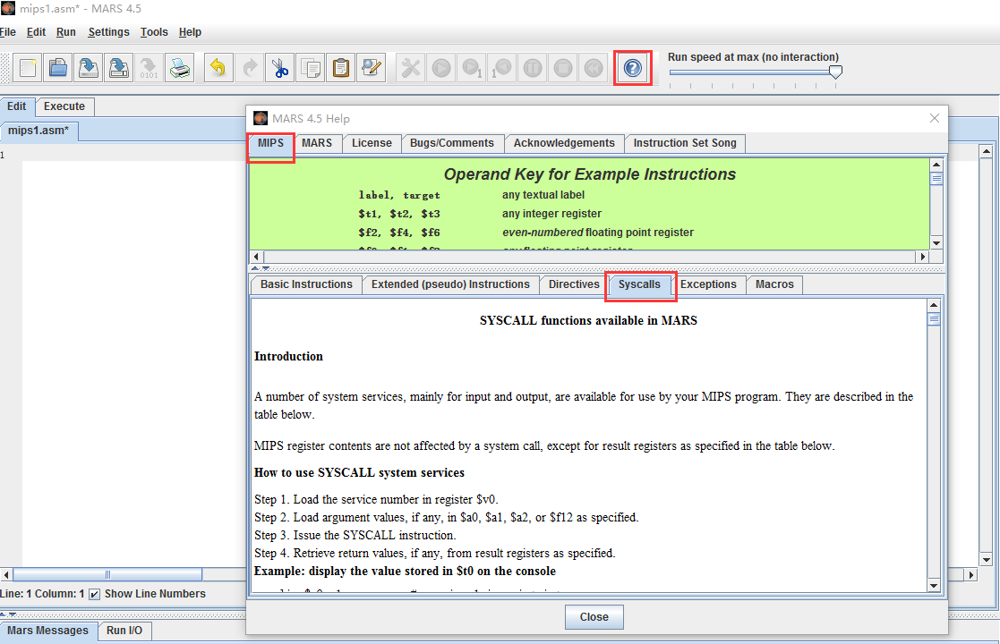 mips1.asm* - MARS 4.5
File Edit Run Settings Tools Help
Run speed at max (no interaction)
Edit Execute
mips1.asm*
1
MARS 4.5 Help
MIPS MARS License Bugs/Comments Acknowledgements Instruction Set Song
Operand Key for Example Instructions
label, target any textual label
$t1, $t2, $t3 any integer register
$f2, $f4, $f6 even-numbered floating point register
Basic Instructions Extended (pseudo) Instructions Directives Syscalls Exceptions Macros
SYSCALL functions available in MARS
Introduction
A number of system services, mainly for input and output, are available for use by your MIPS program. They are described in the
table below.
MIPS register contents are not affected by a system call, except for result registers as specified in the table below.
How to use SYSCALL system services
Step 1. Load the service number in register $v0.
Step 2. Load argument values, if any, in $a0, $a1, $a2, or $f12 as specified.
Step 3. Issue the SYSCALL instruction.
Step 4. Retrieve return values, if any, from result registers as specified.
Example: display the value stored in $t0 on the console
Close
Line: 1 Column: 1 Show Line Numbers
Mars Messages Run I/O